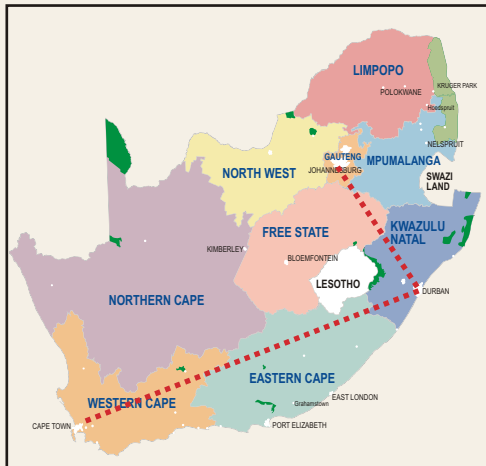 LIMPOPO
KRUGER PARK
POLOKWANE
Hoedspruit
GAUTENG
NELSPRUIT
MPUMALANGA
NORTH WEST
JOHANNESBURG
SWAZI
LAND
KWAZULU
NATAL
FREE STATE
KIMBERLEY
BLOEMFONTEIN
LESOTHO
DURBAN
NORTHERN CAPE
EASTERN CAPE
EAST LONDON
WESTERN CAPE
Grahamstown
CAPE TOWN
PORT ELIZABETH